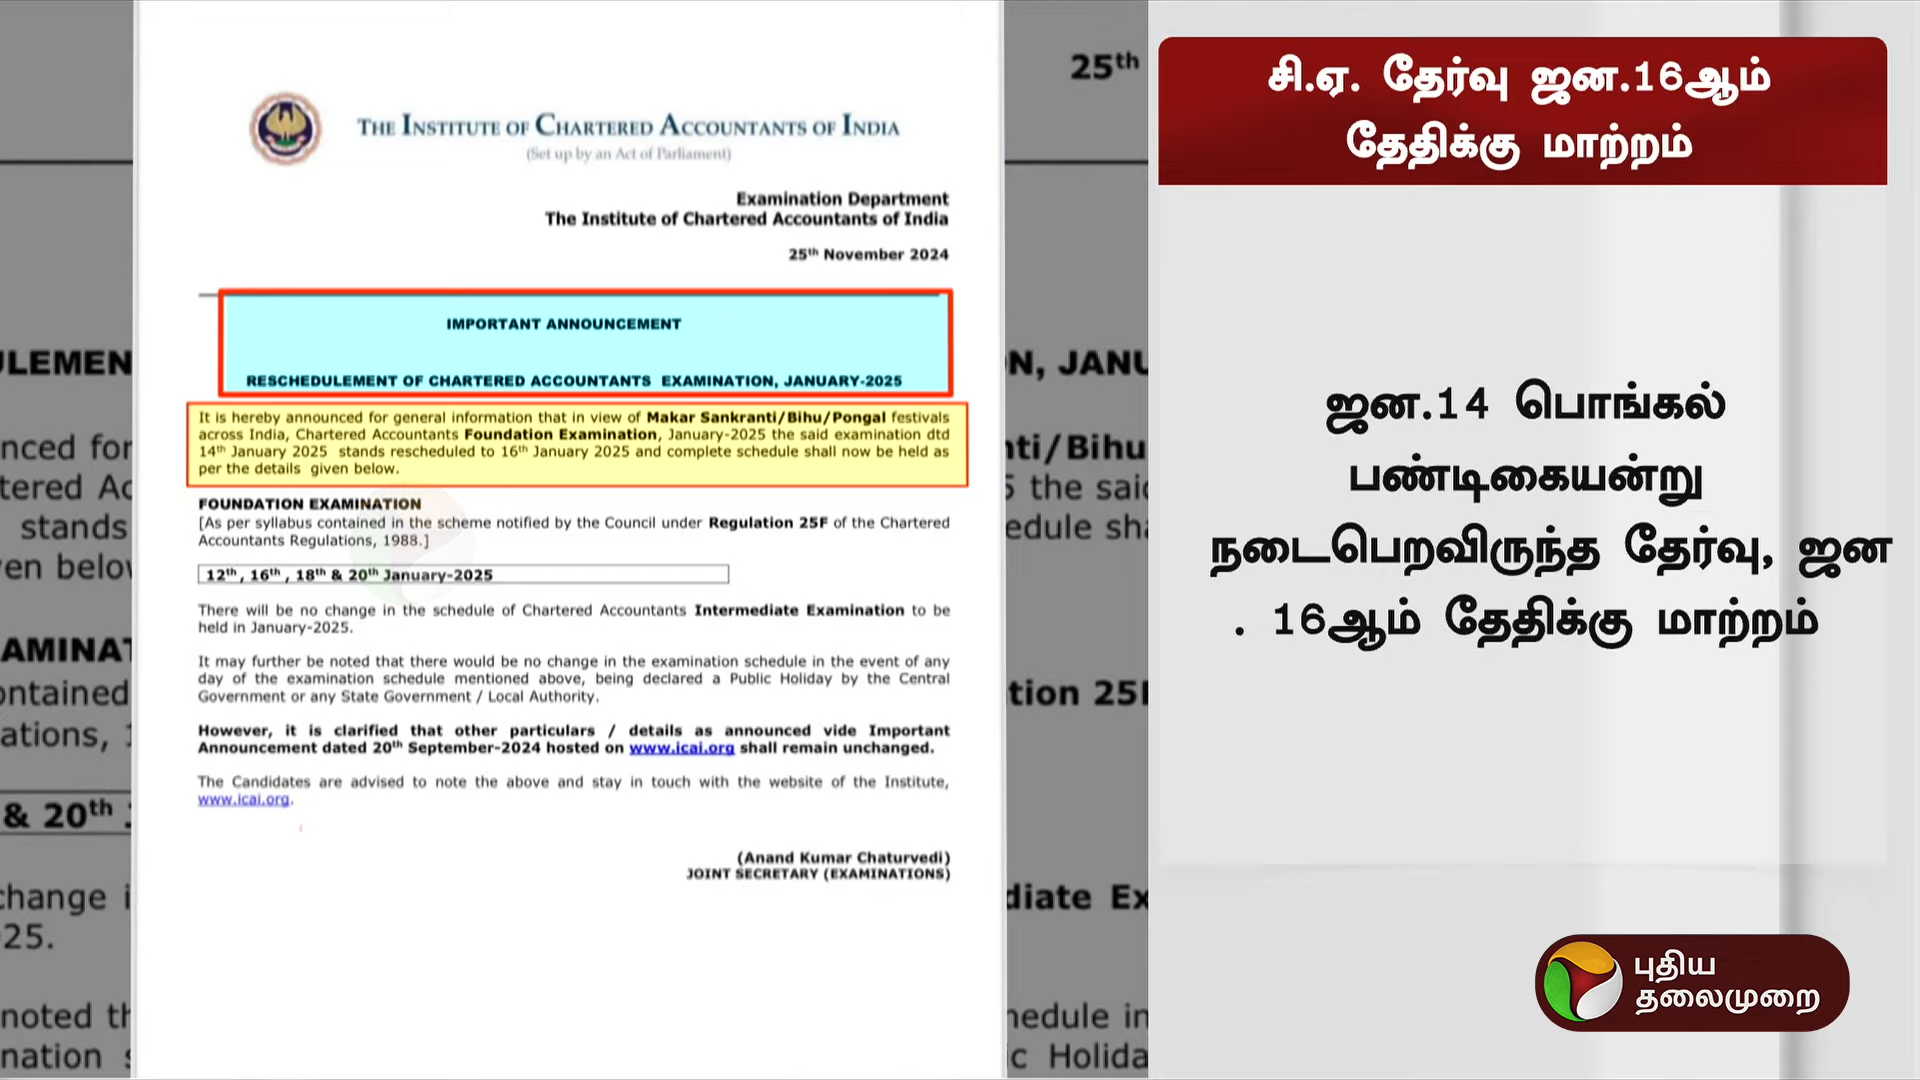 THE INSTITUTE OF CHARTERED ACCOUNTANTS OF INDIA
(Set up by an Act of Parliament)
Examination Department
The Institute of Chartered Accountants of India
25th November 2024
IMPORTANT ANNOUNCEMENT
RESCHEDULEMENT OF CHARTERED ACCOUNTANTS EXAMINATION, JANUARY-2025
It is hereby announced for general information that in view of Makar Sankranti/Bihu/Pongal festivals
across India, Chartered Accountants Foundation Examination, January-2025 the said examination dtd
14th January 2025 stands rescheduled to 16th January 2025 and complete schedule shall now be held as
per the details given below.
FOUNDATION EXAMINATION
[As per syllabus contained in the scheme notified by the Council under Regulation 25F of the Chartered
Accountants Regulations, 1988.]
12th, 16th, 18th & 20th January-2025
There will be no change in the schedule of Chartered Accountants Intermediate Examination to be
held in January-2025.
It may further be noted that there would be no change in the examination schedule in the event of any
day of the examination schedule mentioned above, being declared a Public Holiday by the Central
Government or any State Government / Local Authority.
However, it is clarified that other particulars / details as announced vide Important
Announcement dated 20th September-2024 hosted on www.icai.org shall remain unchanged.
The Candidates are advised to note the above and stay in touch with the website of the Institute,
www.icai.org.
(Anand Kumar Chaturvedi)
JOINT SECRETARY (EXAMINATIONS)
சி.ஏ. தேர்வு ஜன.16ஆம்
தேதிக்கு மாற்றம்
ஜன.14 பொங்கல்
பண்டிகையன்று
நடைபெறவிருந்த தேர்வு, ஜன
. 16ஆம் தேதிக்கு மாற்றம்
புதிய
தலைமுறை